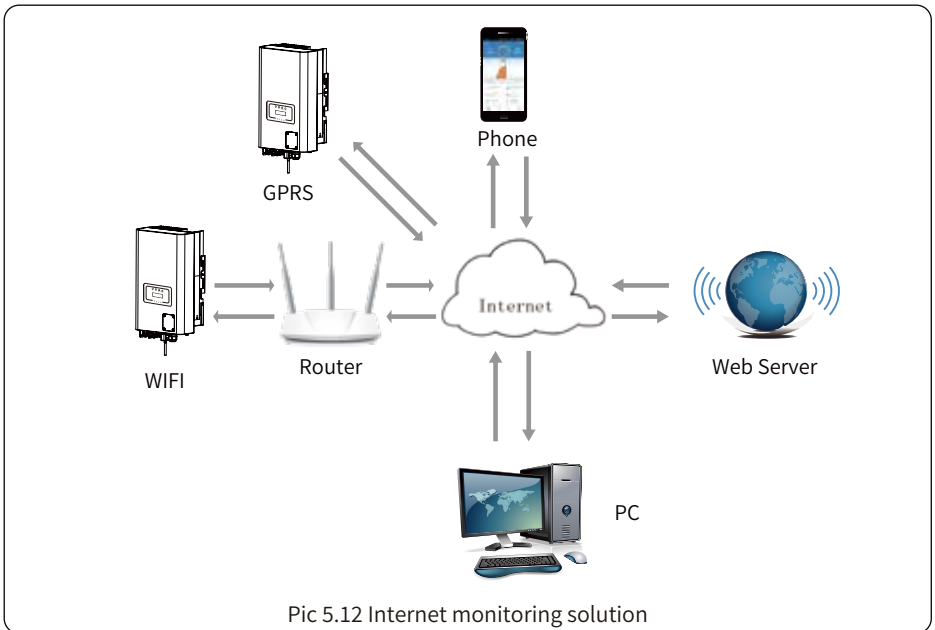 Phone
GPRS
Internet
WIFI
Router
Web Server
PC
Pic 5.12 Internet monitoring solution